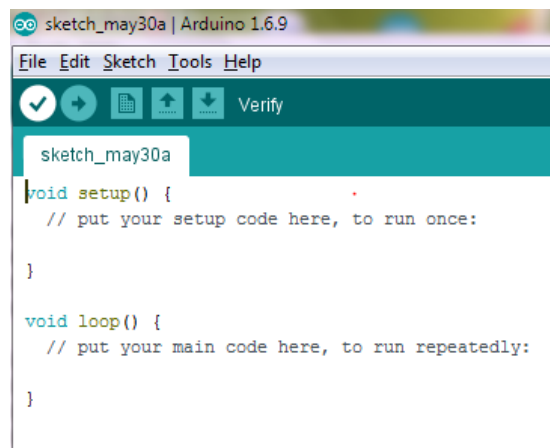 sketch_may30a | Arduino 1.6.9
File Edit Sketch Tools Help
Verify
sketch_may30a
void setup() {
  // put your setup code here, to run once:
}
void loop() {
  // put your main code here, to run repeatedly:
}